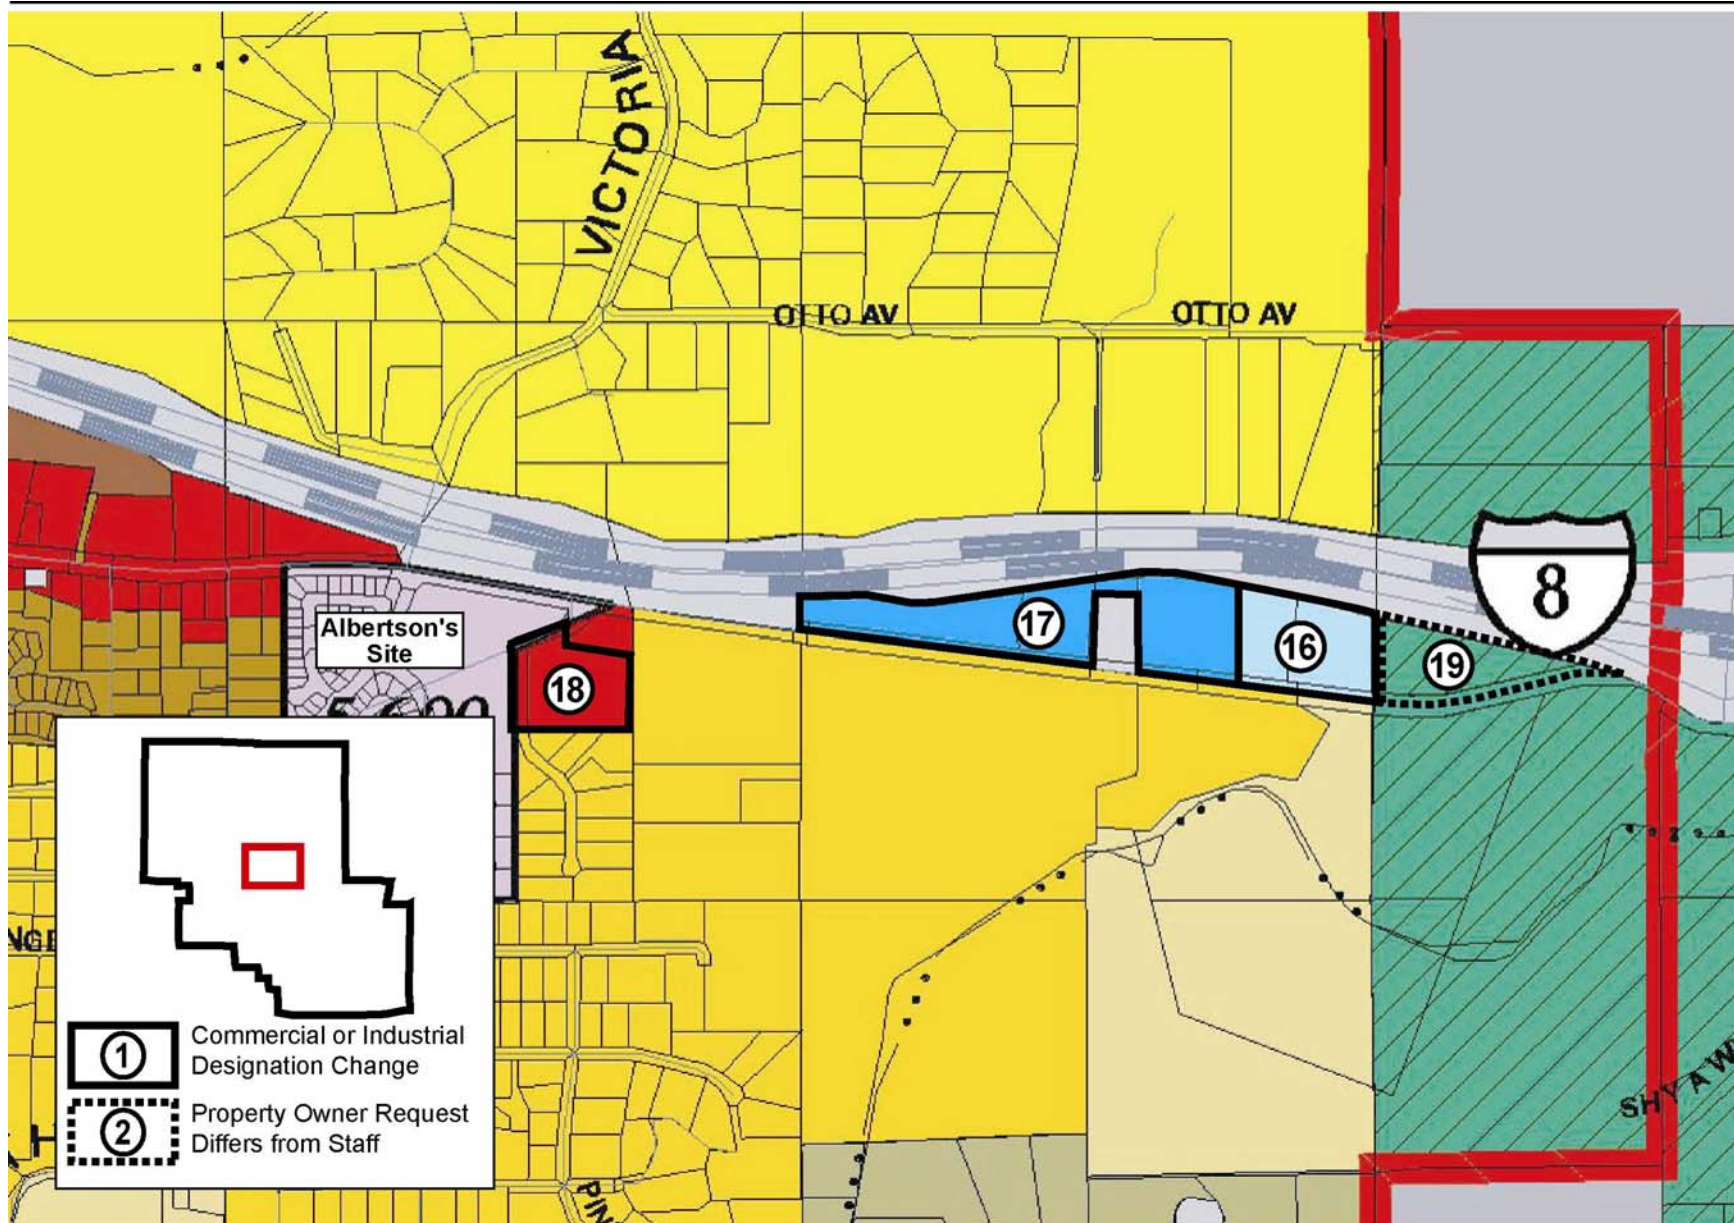 VICTORIA
OTTO AV
OTTO AV
8
17
16
19
Albertson's
Site
18
1
Commercial or Industrial
Designation Change
2
Property Owner Request
Differs from Staff
PIN